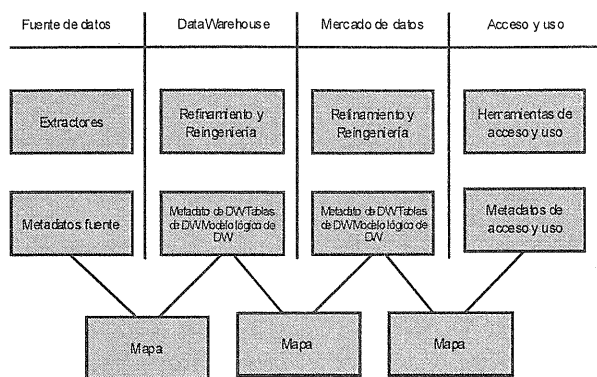 Fuente de datos
DataWarehouse
Mercado de datos
Acceso y uso
Extractores
Refinamiento y
Reingeniería
Refinamiento y
Reingeniería
Herramientas de
acceso y uso
Metadatos fuente
Metadato de DWTablas
de DWModelo lógico de
DW
Metadato de DWTablas
de DWModelo lógico de
DW
Metadatos de
acceso y uso
Mapa
Mapa
Mapa